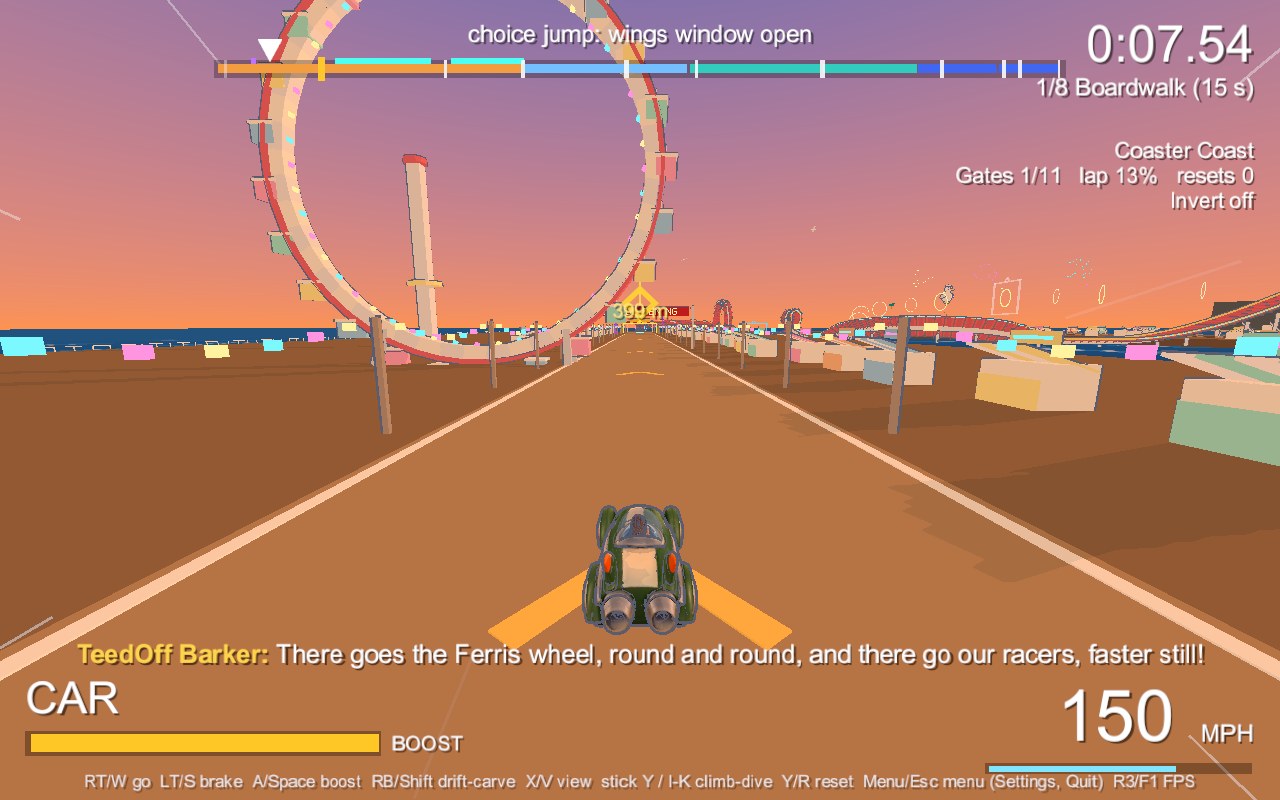 choice jump: wings window open
0:07.54
1/8 Boardwalk (15 s)
Coaster Coast
Gates 1/11 lap 13% resets 0
Invert off
TeedOff Barker: There goes the Ferris wheel, round and round, and there go our racers, faster still!
CAR
BOOST
150 MPH
RT/W go LT/S brake A/Space boost RB/Shift drift-carve X/V view stick Y / I-K climb-dive Y/R reset Menu/Esc menu (Settings, Quit) R3/F1 FPS